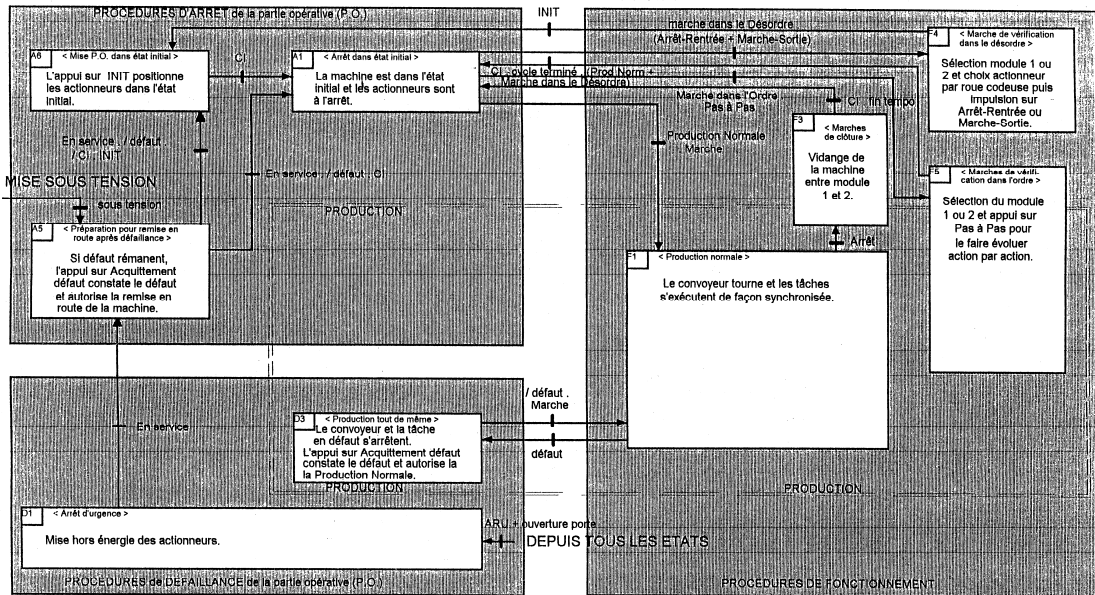 PROCEDURES D'ARRET de la partie opérative (P.O.)
INIT
marche dans le Désordre
(Arrêt-Rentrée + Marche-Sortie)
A6
< Mise P.O. dans état initial >
L'appui sur INIT positionne
les actionneurs dans l'état
initial.
CI
A1
< Arrêt dans état initial >
La machine est dans l'état
initial et les actionneurs sont
à l'arrêt.
CI . cycle terminé . (Prod Norm +
Marche dans le Désordre)
Marche dans l'Ordre
Pas à Pas
CI . fin tempo
F4
< Marche de vérification
dans le désordre >
Sélection module 1 ou
2 et choix actionneur
par roue codeuse puis
impulsion sur
Arrêt-Rentrée ou
Marche-Sortie.
En service . / défaut .
/ CI . INIT
En service . / défaut . CI
Production Normale
Marche
F3
< Marches
de clôture >
Vidange de
la machine
entre module
1 et 2.
F5
< Marches de vérifi-
cation dans l'ordre >
Sélection du module
1 ou 2 et appui sur
Pas à Pas pour
le faire évoluer
action par action.
MISE SOUS TENSION
sous tension
PRODUCTION
PRODUCTION
A5
< Préparation pour remise en
route après défaillance >
Si défaut rémanent,
l'appui sur Acquittement
défaut constate le défaut
et autorise la remise en
route de la machine.
Arrêt
F1
< Production normale >
Le convoyeur tourne et les tâches
s'exécutent de façon synchronisée.
En service
/ défaut .
Marche
défaut
D3
< Production tout de même >
Le convoyeur et la tâche
en défaut s'arrêtent.
L'appui sur Acquittement défaut
constate le défaut et autorise la
la Production Normale.
PRODUCTION
PRODUCTION
D1
< Arrêt d'urgence >
Mise hors énergie des actionneurs.
ARU + ouverture porte
DEPUIS TOUS LES ETATS
PROCEDURES de DEFAILLANCE de la partie opérative (P.O.)
PROCEDURES DE FONCTIONNEMENT